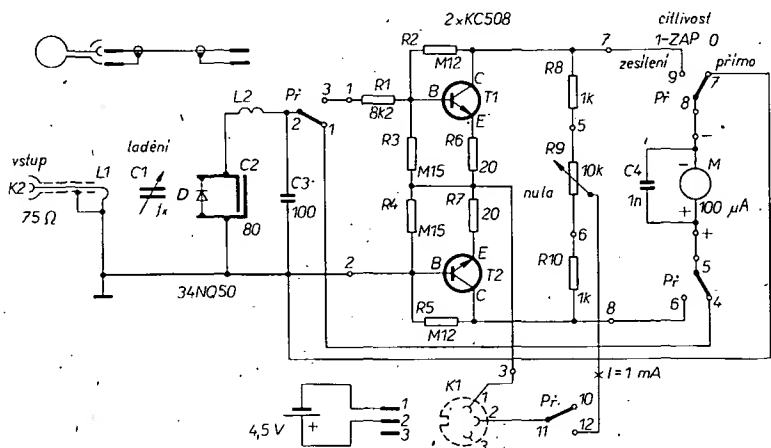 2xKC508
citlivost
1-ZAP 0
zesílení
přímo
R2
M12
7
R8
1k
9
Př
7
8
C
B
T1
E
3
1
R1
8k2
L2
Př
2
1
R3
M15
R6
20
5
R9
10k
nula
C4
1n
-
-
M
+
100 µA
+
vstup
K2
75 Ω
L1
ladění
C1
fx
D
C2
80
C3
100
R4
M15
R7
20
6
R10
1k
5
Př
6
4
2
34NQ50
B
E
T2
C
R5
M12
8
3
I = 1 mA
K1
1
2
3
Př.
10
11
12
4,5 V
+
1
2
3